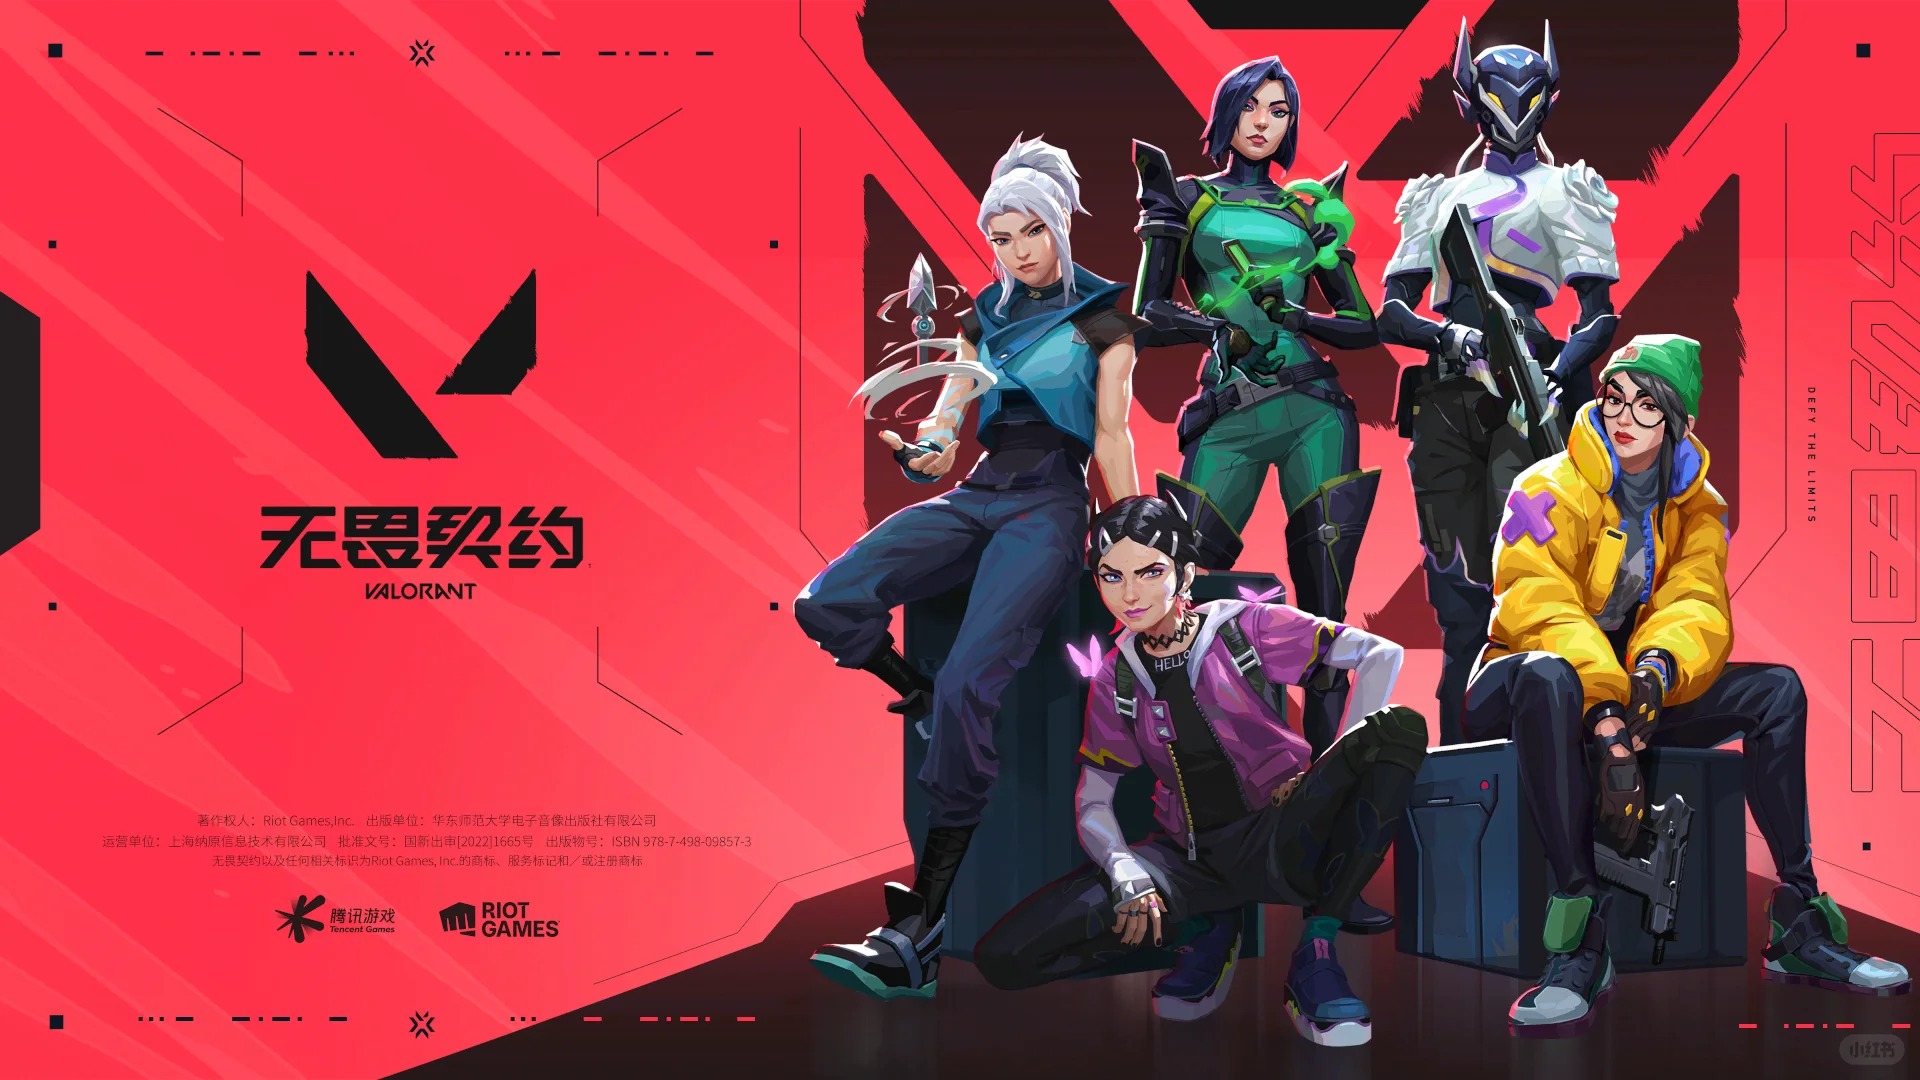 无畏契约
VALORANT
著作权人：Riot Games,Inc. 出版单位：华东师范大学电子音像出版社有限公司
运营单位：上海纳原信息技术有限公司 批准文号：国新出审[2022]1665号 出版物号：ISBN 978-7-498-09857-3
无畏契约以及任何相关标识为Riot Games, Inc.的商标、服务标记和／或注册商标
腾讯游戏
Tencent Games
RIOT
GAMES
HELLO
DEFY THE LIMITS
无畏契约
小红书